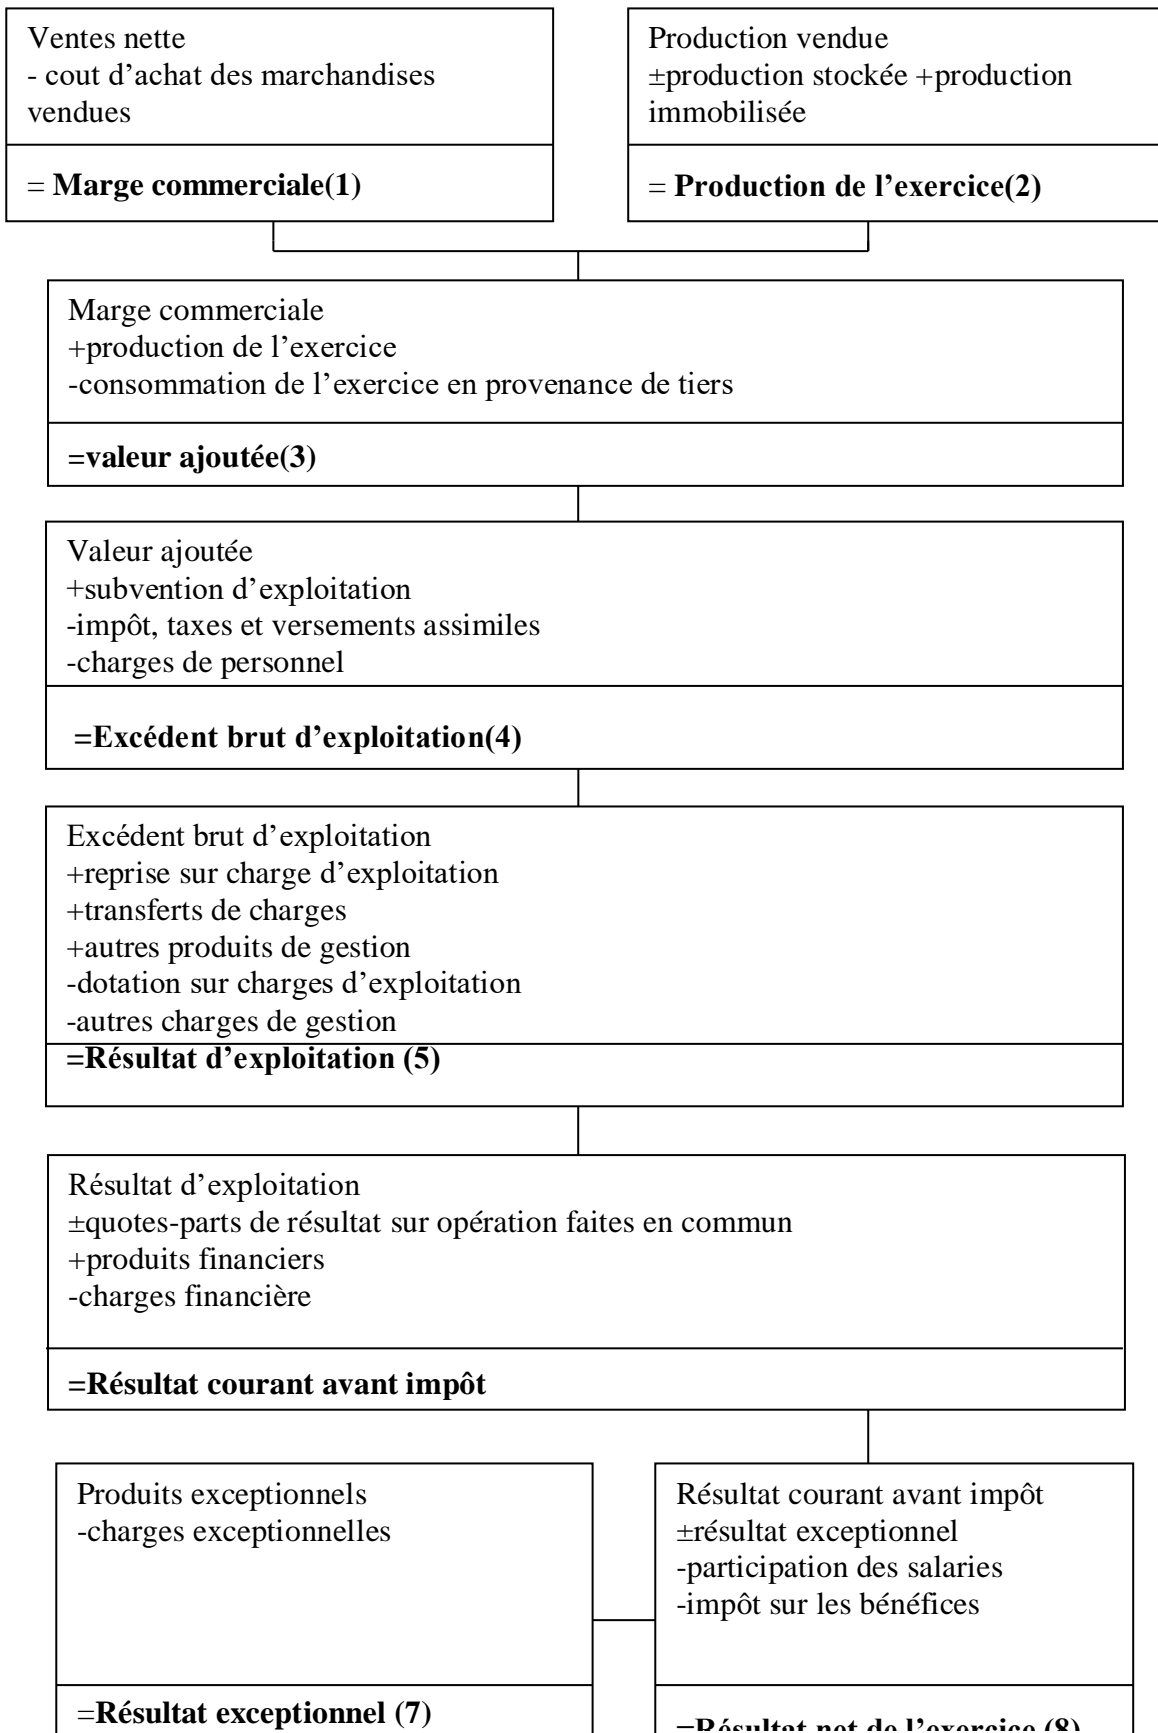 Ventes nette
- cout d’achat des marchandises
vendues
= Marge commerciale(1)
Production vendue
±production stockée +production
immobilisée
= Production de l’exercice(2)
Marge commerciale
+production de l’exercice
-consommation de l’exercice en provenance de tiers
=valeur ajoutée(3)
Valeur ajoutée
+subvention d’exploitation
-impôt, taxes et versements assimiles
-charges de personnel
=Excédent brut d’exploitation(4)
Excédent brut d’exploitation
+reprise sur charge d’exploitation
+transferts de charges
+autres produits de gestion
-dotation sur charges d’exploitation
-autres charges de gestion
=Résultat d’exploitation (5)
Résultat d’exploitation
±quotes-parts de résultat sur opération faites en commun
+produits financiers
-charges financière
=Résultat courant avant impôt
Produits exceptionnels
-charges exceptionnelles
=Résultat exceptionnel (7)
Résultat courant avant impôt
±résultat exceptionnel
-participation des salaries
-impôt sur les bénéfices
=Résultat net de l’exercice (8)